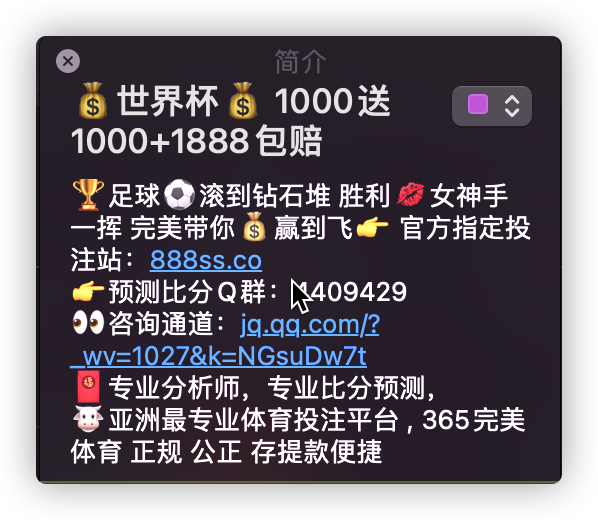 简介
💰世界杯💰 1000送
1000+1888包赔
🏆足球⚽滚到钻石堆 胜利💋女神手
一挥 完美带你💰赢到飞👉 官方指定投
注站：888ss.co
👉预测比分Q群：409429
👀咨询通道：jq.qq.com/?
_wv=1027&k=NGsuDw7t
🧧专业分析师，专业比分预测，
🐮亚洲最专业体育投注平台 , 365完美
体育 正规 公正 存提款便捷